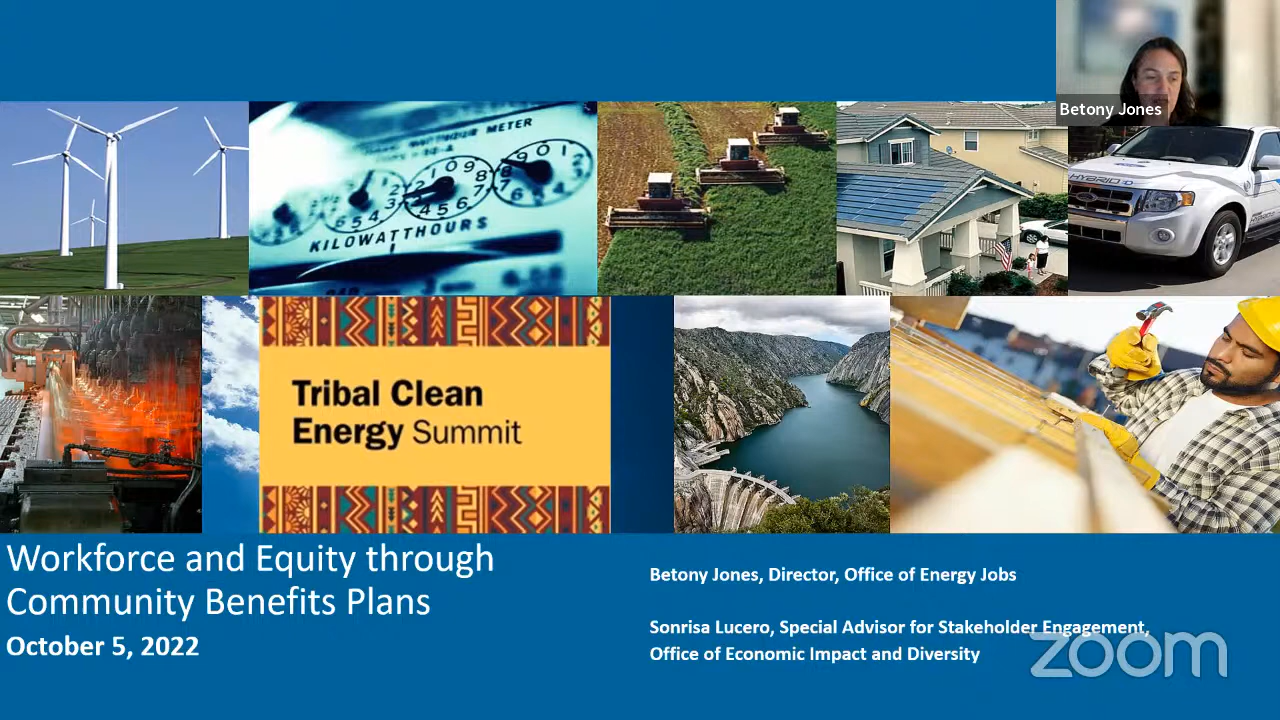 Betony Jones
METER
KILOWATTHOURS
HYBRID
Tribal Clean
Energy Summit
Workforce and Equity through
Community Benefits Plans
October 5, 2022
Betony Jones, Director, Office of Energy Jobs
Sonrisa Lucero, Special Advisor for Stakeholder Engagement,
Office of Economic Impact and Diversity
zoom